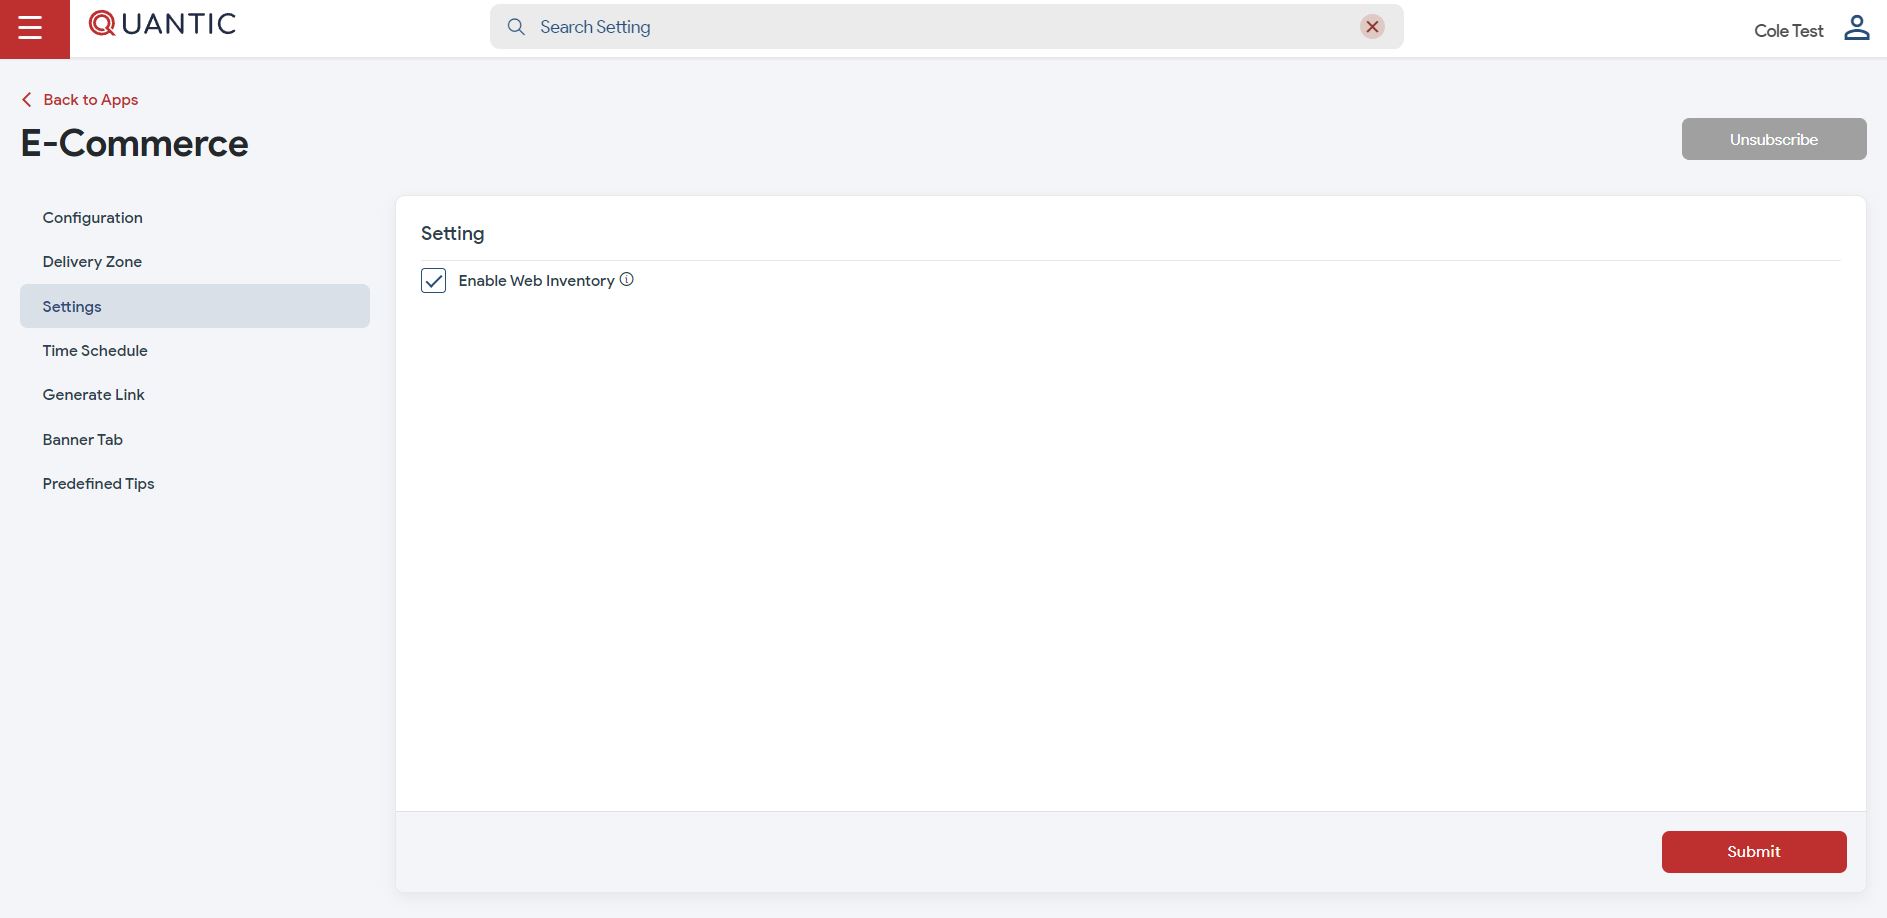 QUANTIC
Search Setting
Cole Test
Back to Apps
E-Commerce
Unsubscribe
Configuration
Delivery Zone
Settings
Time Schedule
Generate Link
Banner Tab
Predefined Tips
Setting
Enable Web Inventory
Submit